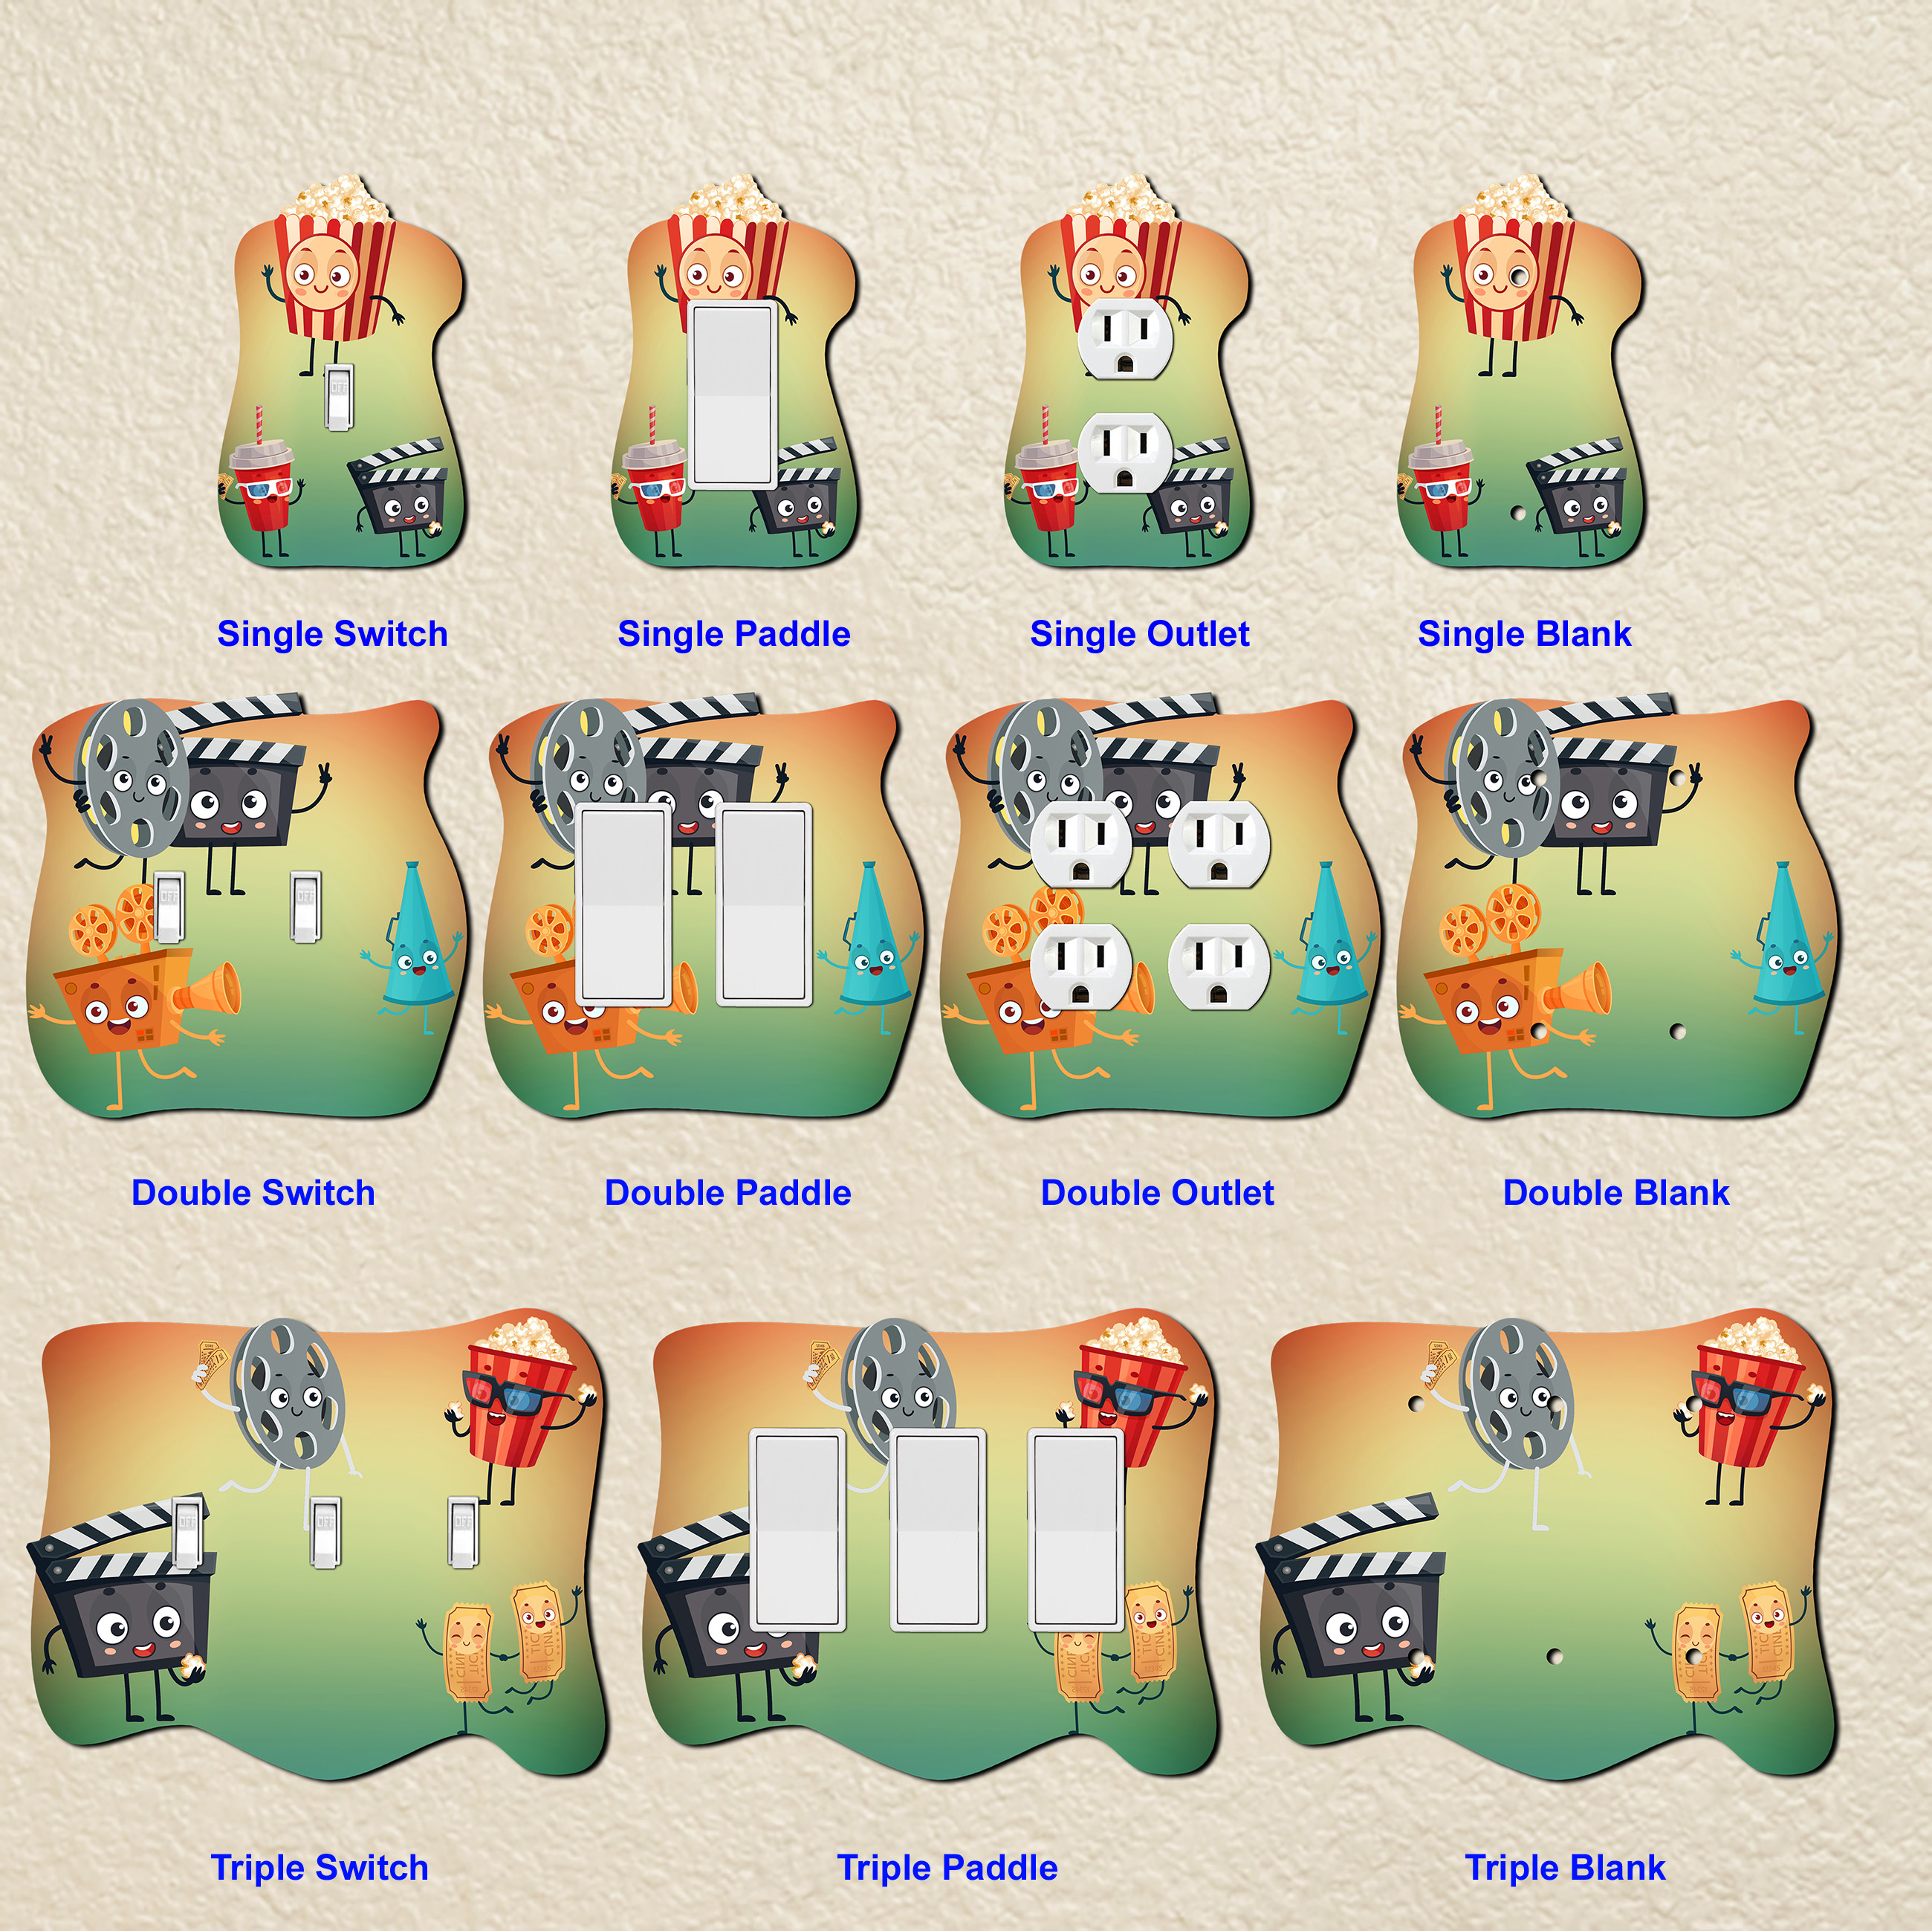 Single Switch
Single Paddle
Single Outlet
Single Blank
Double Switch
Double Paddle
Double Outlet
Double Blank
Triple Switch
Triple Paddle
Triple Blank